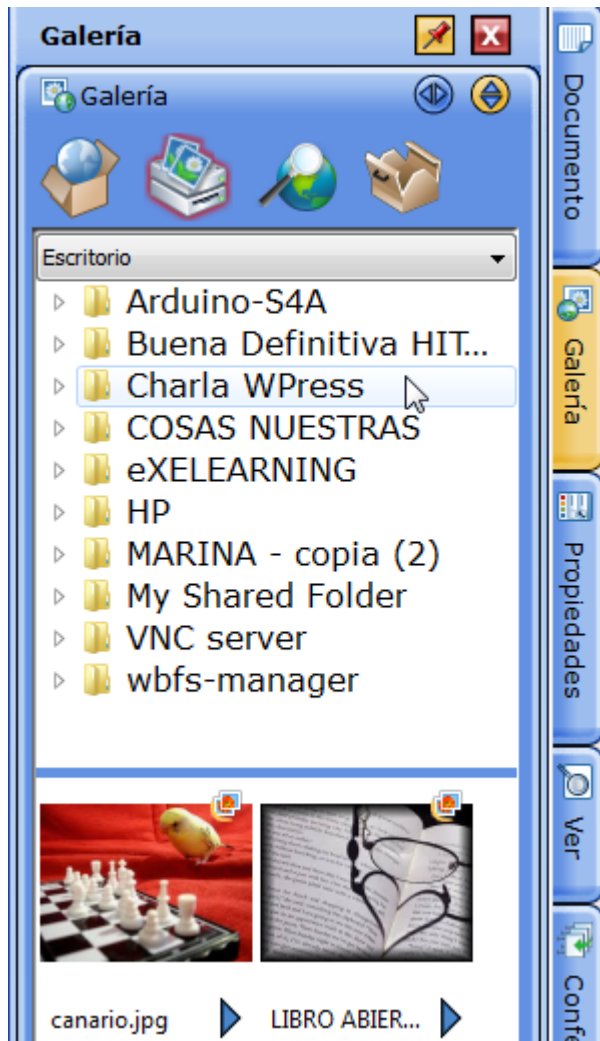 Galería
Galería
Escritorio
Arduino-S4A
Buena Definitiva HIT...
Charla WPress
COSAS NUESTRAS
eXELEARNING
HP
MARINA - copia (2)
My Shared Folder
VNC server
wbfs-manager
canario.jpg
LIBRO ABIER...
Documento
Galería
Propiedades
Ver
Confe